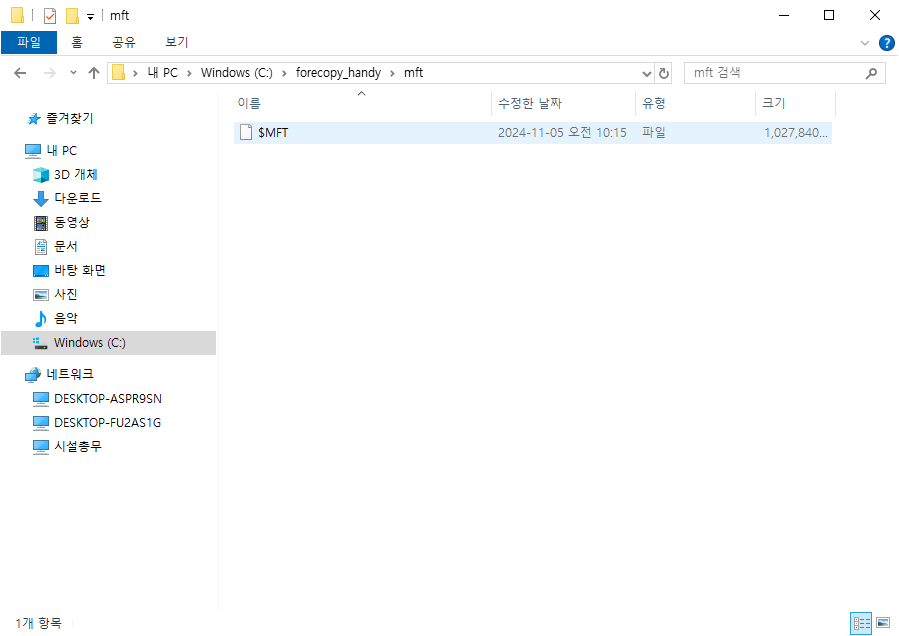 mft
파일 홈 공유 보기
내 PC > Windows (C:) > forecopy_handy > mft
mft 검색
이름 수정한 날짜 유형 크기
$MFT 2024-11-05 오전 10:15 파일 1,027,840...
즐겨찾기
내 PC
3D 개체
다운로드
동영상
문서
바탕 화면
사진
음악
Windows (C:)
네트워크
DESKTOP-ASPR9SN
DESKTOP-FU2AS1G
시설총무
1개 항목